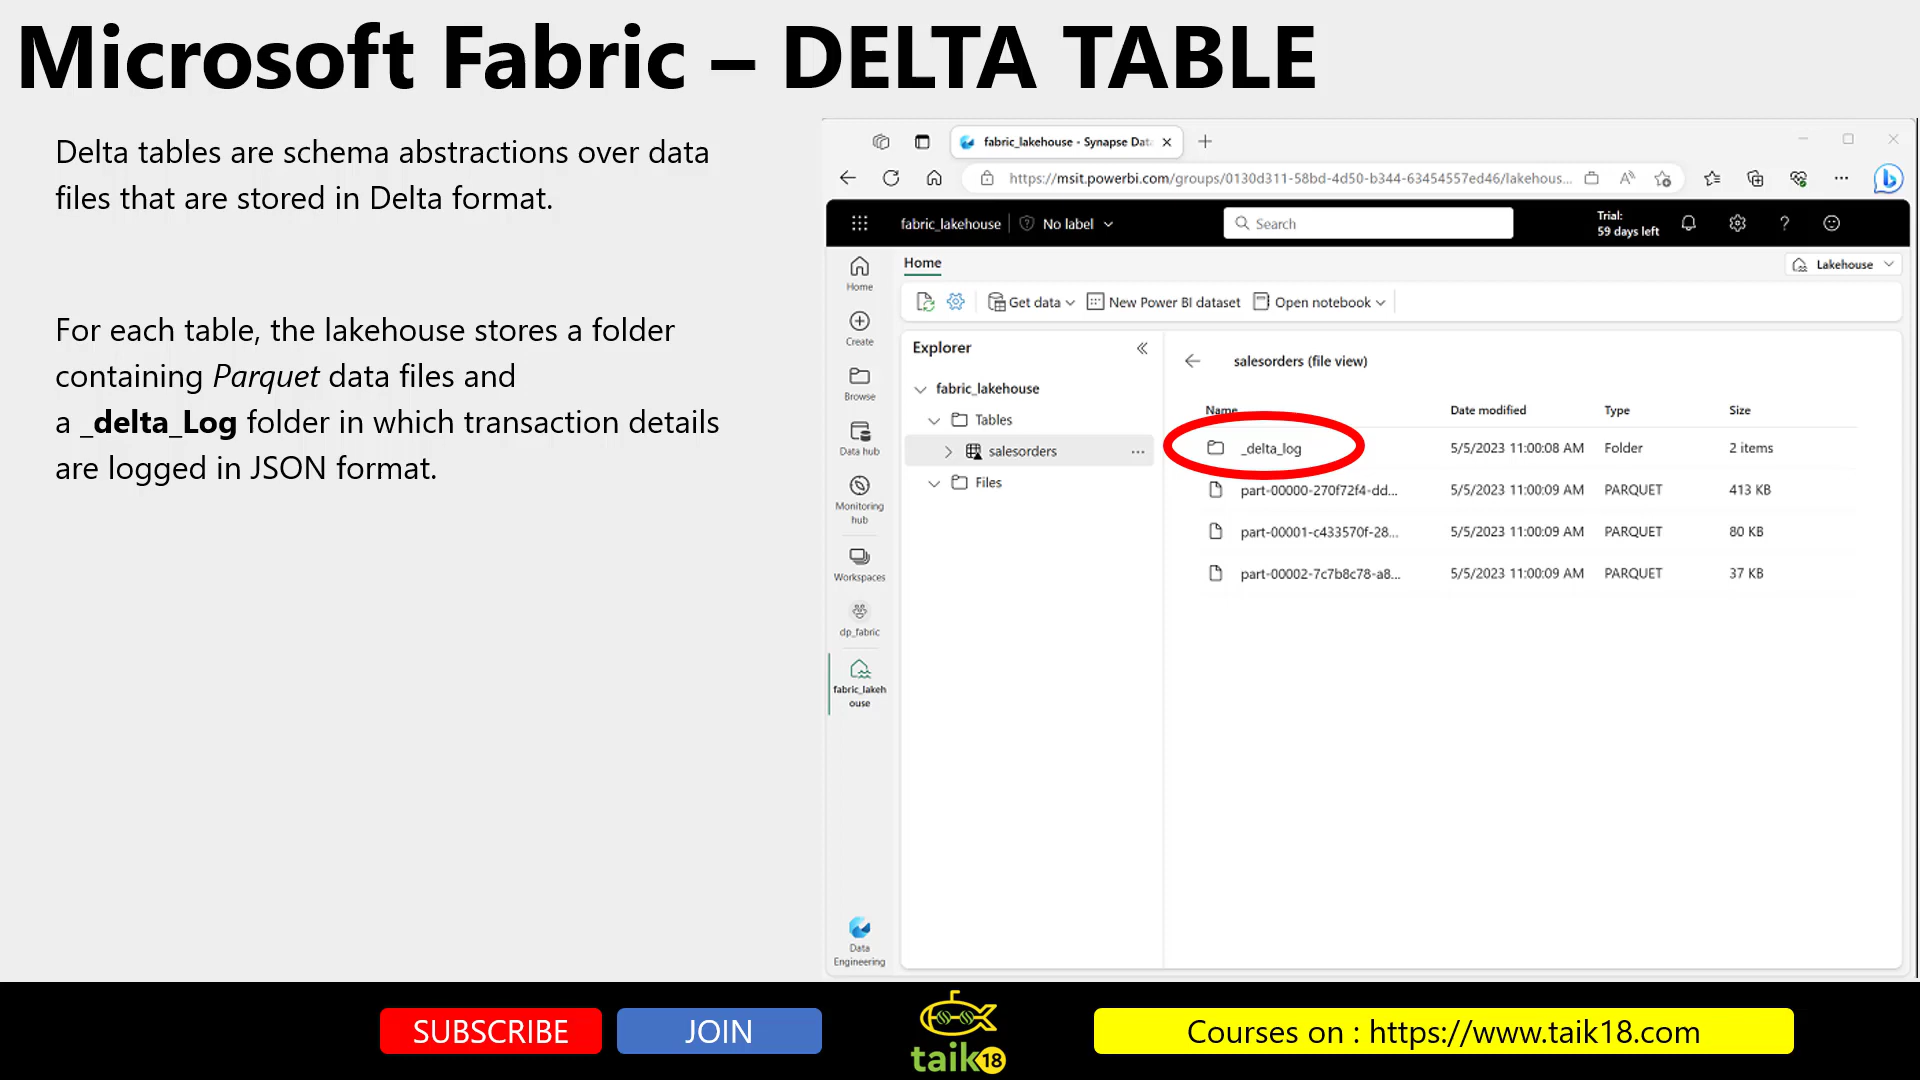 Microsoft Fabric – DELTA TABLE
Delta tables are schema abstractions over data
files that are stored in Delta format.
For each table, the lakehouse stores a folder
containing Parquet data files and
a _delta_Log folder in which transaction details
are logged in JSON format.
fabric_lakehouse - Synapse Data
https://msit.powerbi.com/groups/0130d311-58bd-4d50-b344-63454557ed46/lakehous...
fabric_lakehouse No label
Search
Trial:
59 days left
Home
Lakehouse
Get data New Power BI dataset Open notebook
Home
Create
Browse
Data hub
Monitoring
hub
Workspaces
dp_fabric
fabric_lakeh
ouse
Data
Engineering
Explorer
fabric_lakehouse
Tables
salesorders ...
Files
salesorders (file view)
Name Date modified Type Size
_delta_log 5/5/2023 11:00:08 AM Folder 2 items
part-00000-270f72f4-dd... 5/5/2023 11:00:09 AM PARQUET 413 KB
part-00001-c433570f-28... 5/5/2023 11:00:09 AM PARQUET 80 KB
part-00002-7c7b8c78-a8... 5/5/2023 11:00:09 AM PARQUET 37 KB
SUBSCRIBE
JOIN
taik18
Courses on : https://www.taik18.com